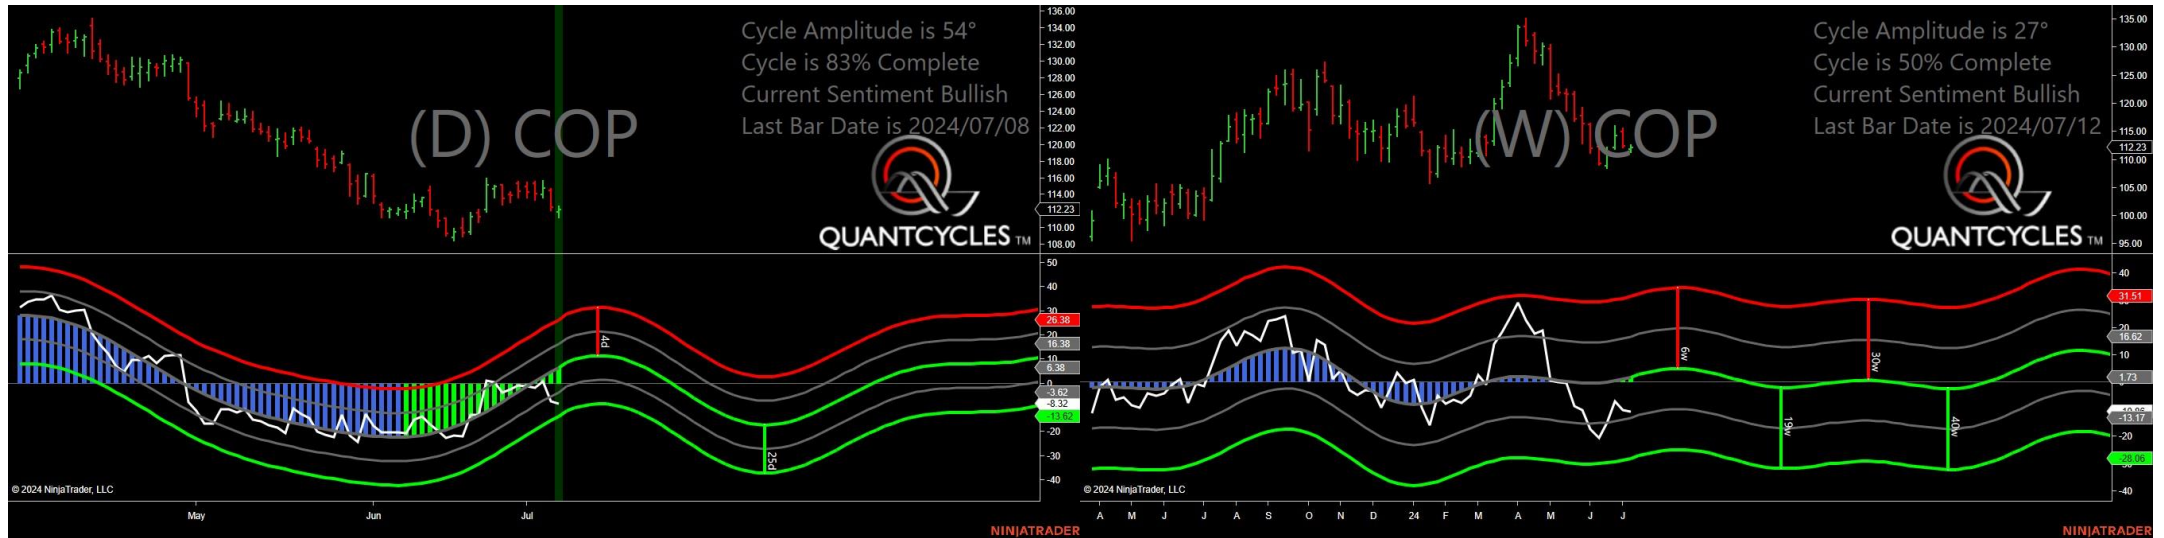 Cycle Amplitude is 54°
Cycle is 83% Complete
Current Sentiment Bullish
Last Bar Date is 2024/07/08
(D) COP
QUANTCYCLES TM
136.00
134.00
132.00
130.00
128.00
126.00
124.00
122.00
120.00
118.00
116.00
114.00
112.23
110.00
108.00
50
40
30
26.38
20
16.38
10
6.38
0
-3.62
-8.32
-13.62
-20
-30
-40
4d
25d
© 2024 NinjaTrader, LLC
May Jun Jul
NINJATRADER
Cycle Amplitude is 27°
Cycle is 50% Complete
Current Sentiment Bullish
Last Bar Date is 2024/07/12
(W) COP
QUANTCYCLES TM
135.00
130.00
125.00
120.00
115.00
112.23
110.00
105.00
100.00
95.00
40
31.51
20
16.62
10
1.73
-13.17
-20
-28.06
-40
6w
19w
30w
40w
© 2024 NinjaTrader, LLC
A M J J A S O N D 24 F M A M J J
NINJATRADER